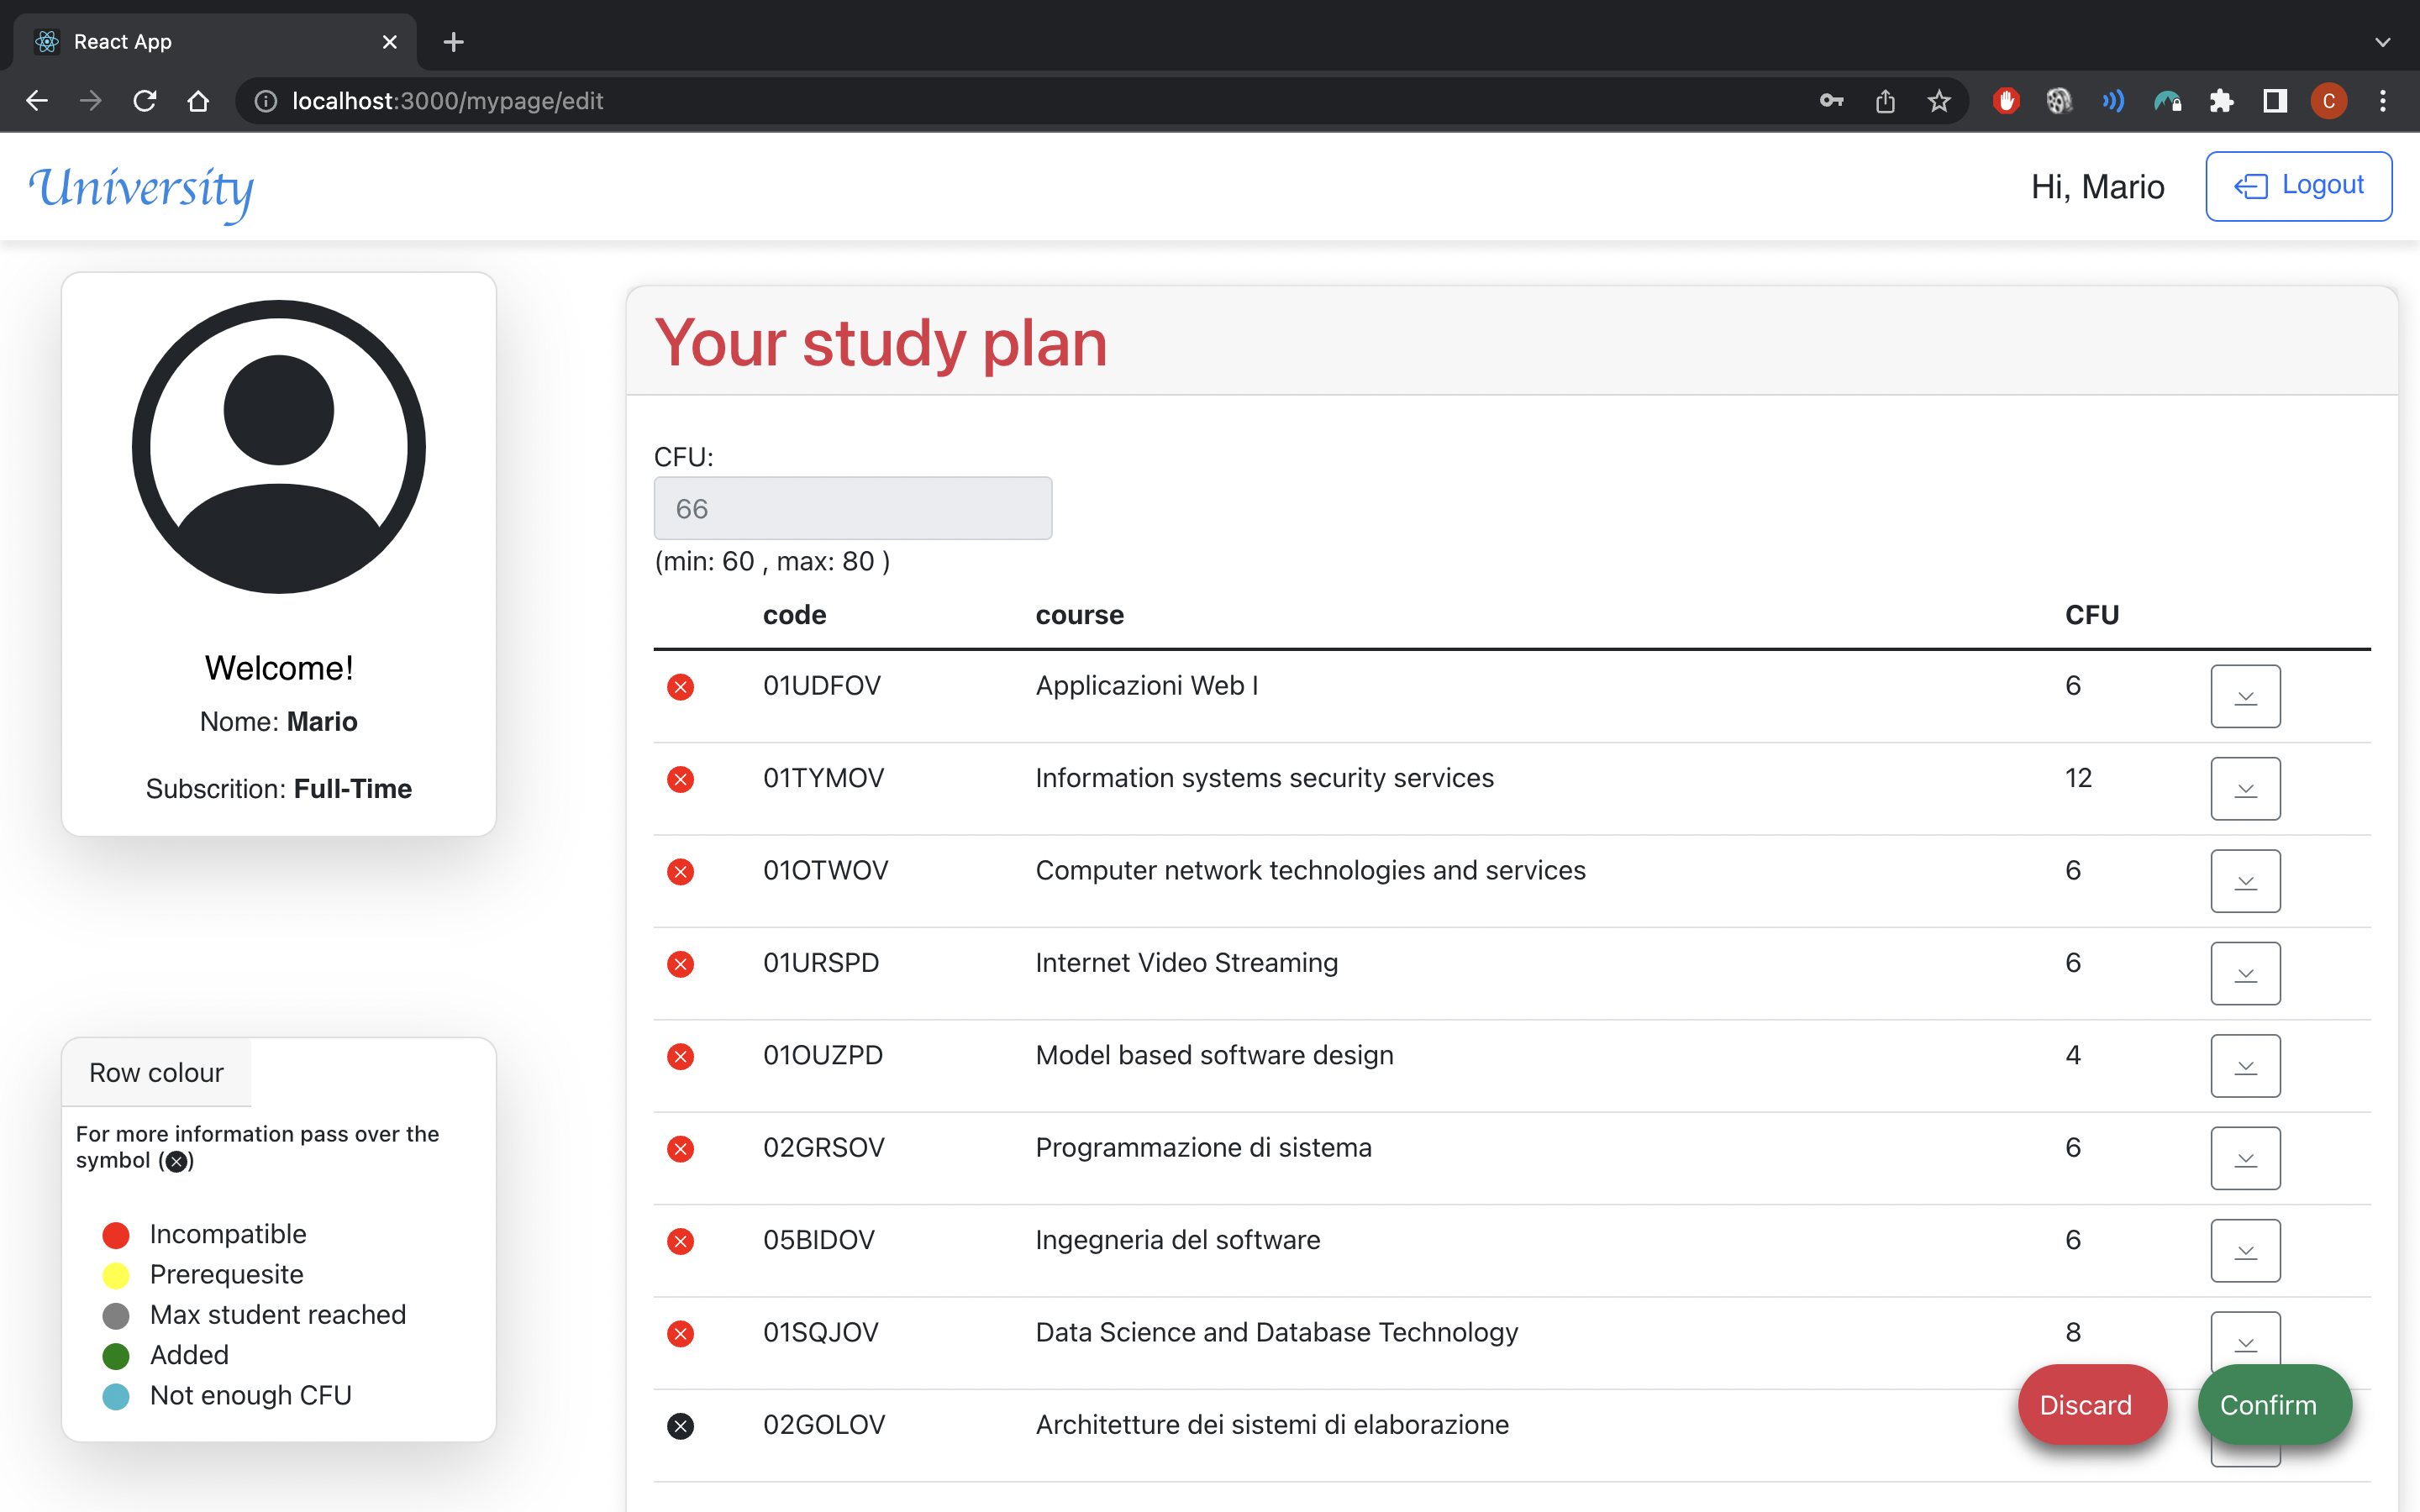 React App
localhost:3000/mypage/edit
C
University
Hi, Mario
Logout
Welcome!
Nome: Mario
Subscrition: Full-Time
Row colour
For more information pass over the
symbol ( )
Incompatible
Prerequesite
Max student reached
Added
Not enough CFU
Your study plan
CFU:
66
(min: 60 , max: 80 )
code course CFU
01UDFOV Applicazioni Web I 6
01TYMOV Information systems security services 12
01OTWOV Computer network technologies and services 6
01URSPD Internet Video Streaming 6
01OUZPD Model based software design 4
02GRSOV Programmazione di sistema 6
05BIDOV Ingegneria del software 6
01SQJOV Data Science and Database Technology 8
02GOLOV Architetture dei sistemi di elaborazione
Discard
Confirm